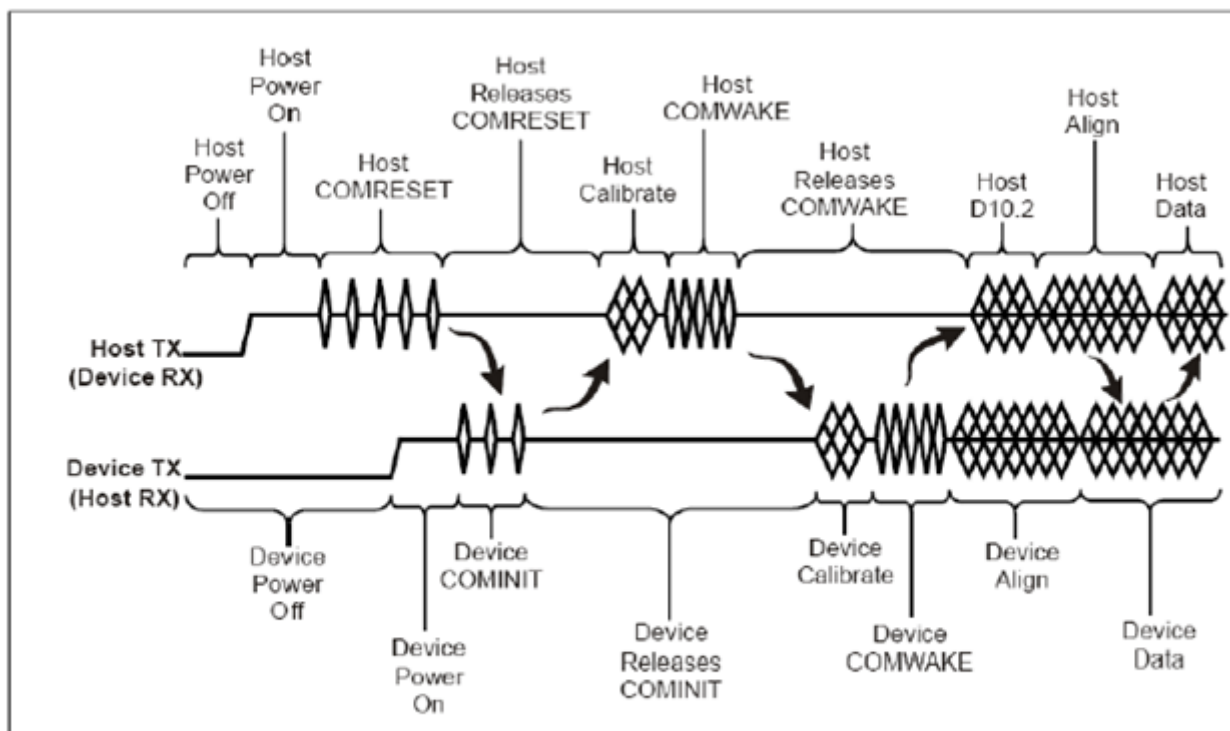 Host
Power
On
Host
Releases
COMRESET
Host
COMWAKE
Host
Align
Host
Power
Off
Host
COMRESET
Host
Calibrate
Host
Releases
COMWAKE
Host
D10.2
Host
Data
Host TX
(Device RX)
Device TX
(Host RX)
Device
Power
Off
Device
COMINIT
Device
Calibrate
Device
Align
Device
Power
On
Device
Releases
COMINIT
Device
COMWAKE
Device
Data